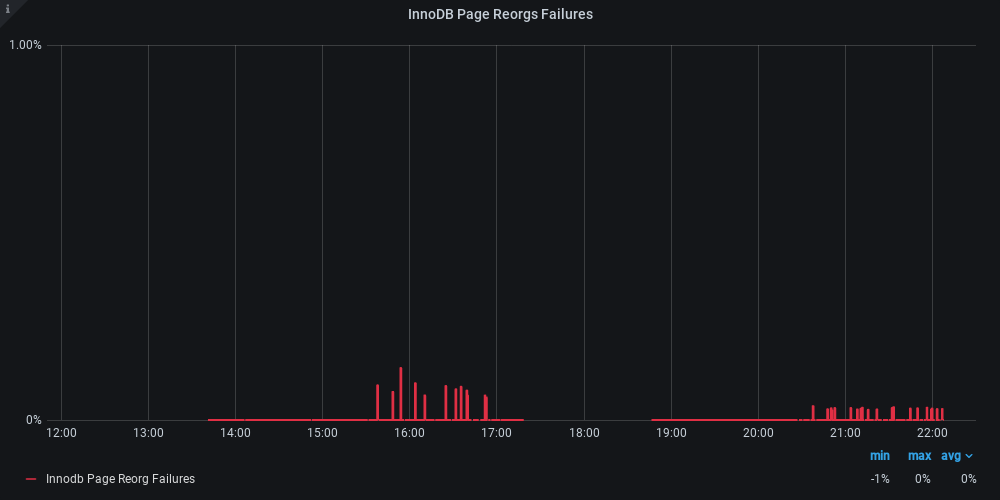 i
InnoDB Page Reorgs Failures
1.00%
0%
12:00 13:00 14:00 15:00 16:00 17:00 18:00 19:00 20:00 21:00 22:00
min max avg
Innodb Page Reorg Failures -1% 0% 0%